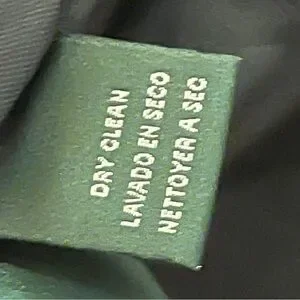 DRY CLEAN
LAVADO EN SECO
NETTOYER A SEC